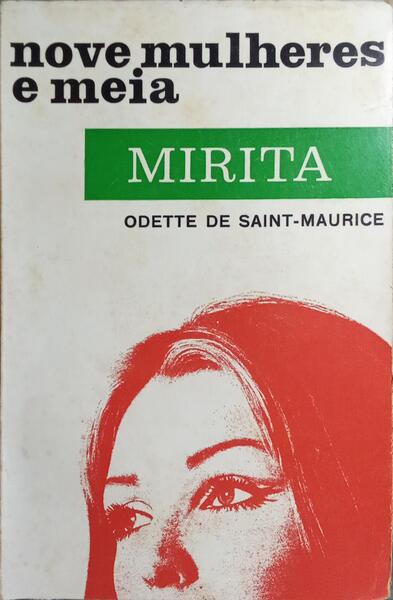 nove mulheres
e meia
MIRITA
ODETTE DE SAINT-MAURICE